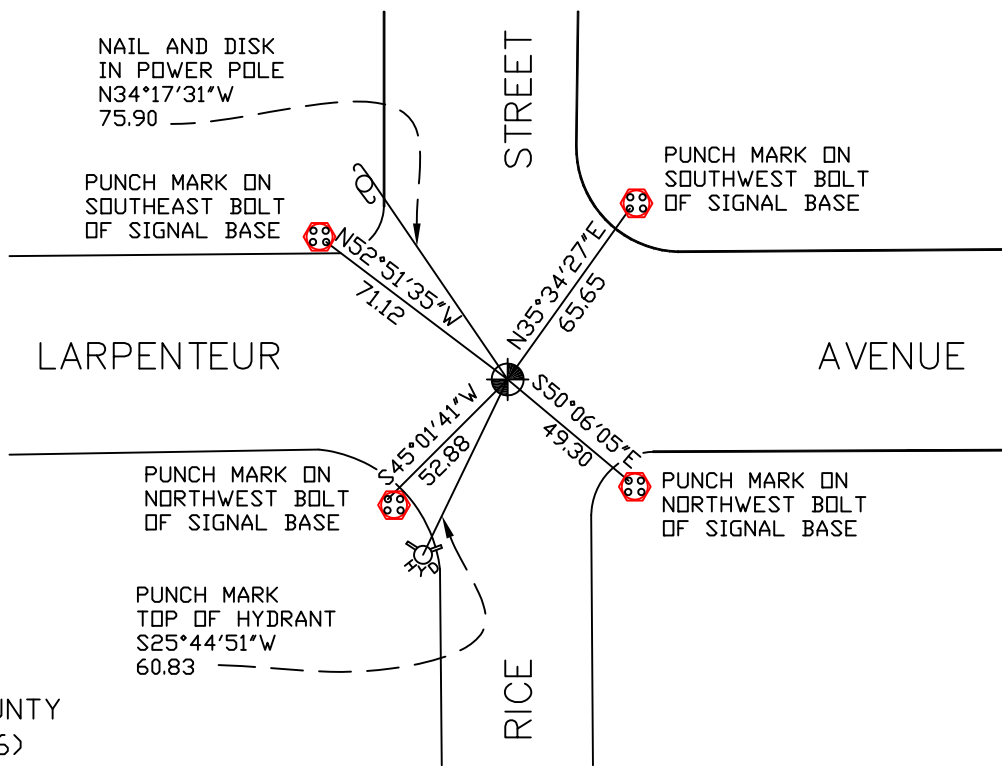 NAIL AND DISK
IN POWER POLE
N34°17'31"W
75.90
STREET
PUNCH MARK ON
SOUTHEAST BOLT
OF SIGNAL BASE
PUNCH MARK ON
SOUTHWEST BOLT
OF SIGNAL BASE
N52°51'35"W
71.12
N35°34'27"E
65.65
LARPENTEUR
AVENUE
S45°01'41"W
52.88
S50°06'05"E
49.30
PUNCH MARK ON
NORTHWEST BOLT
OF SIGNAL BASE
PUNCH MARK ON
NORTHWEST BOLT
OF SIGNAL BASE
HYD
PUNCH MARK
TOP OF HYDRANT
S25°44'51"W
60.83
RICE
UNTY
6)